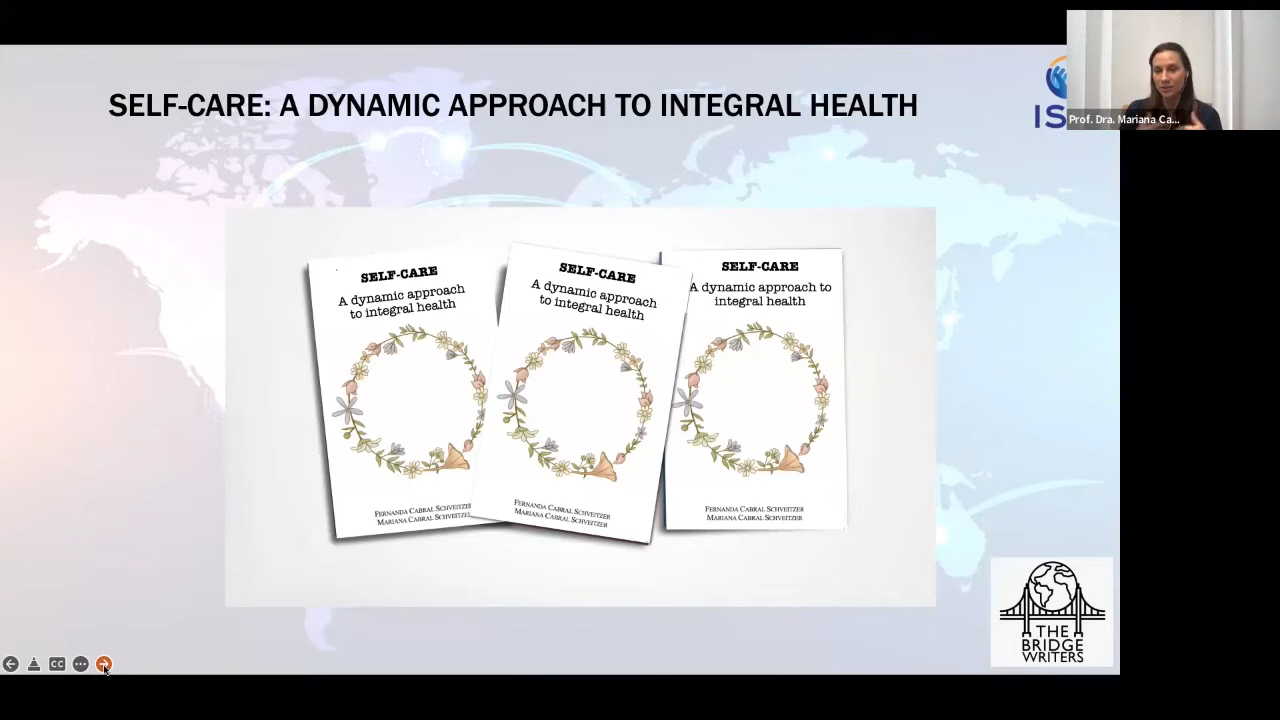 SELF-CARE: A DYNAMIC APPROACH TO INTEGRAL HEALTH
IS
Prof. Dra. Mariana Ca...
SELF-CARE
A dynamic approach
to integral health
FERNANDA CABRAL SCHVEITZER
MARIANA CABRAL SCHVEITZER
SELF-CARE
A dynamic approach
to integral health
FERNANDA CABRAL SCHVEITZER
MARIANA CABRAL SCHVEITZER
SELF-CARE
A dynamic approach to
integral health
FERNANDA CABRAL SCHVEITZER
MARIANA CABRAL SCHVEITZER
THE
BRIDGE
WRITERS
CC